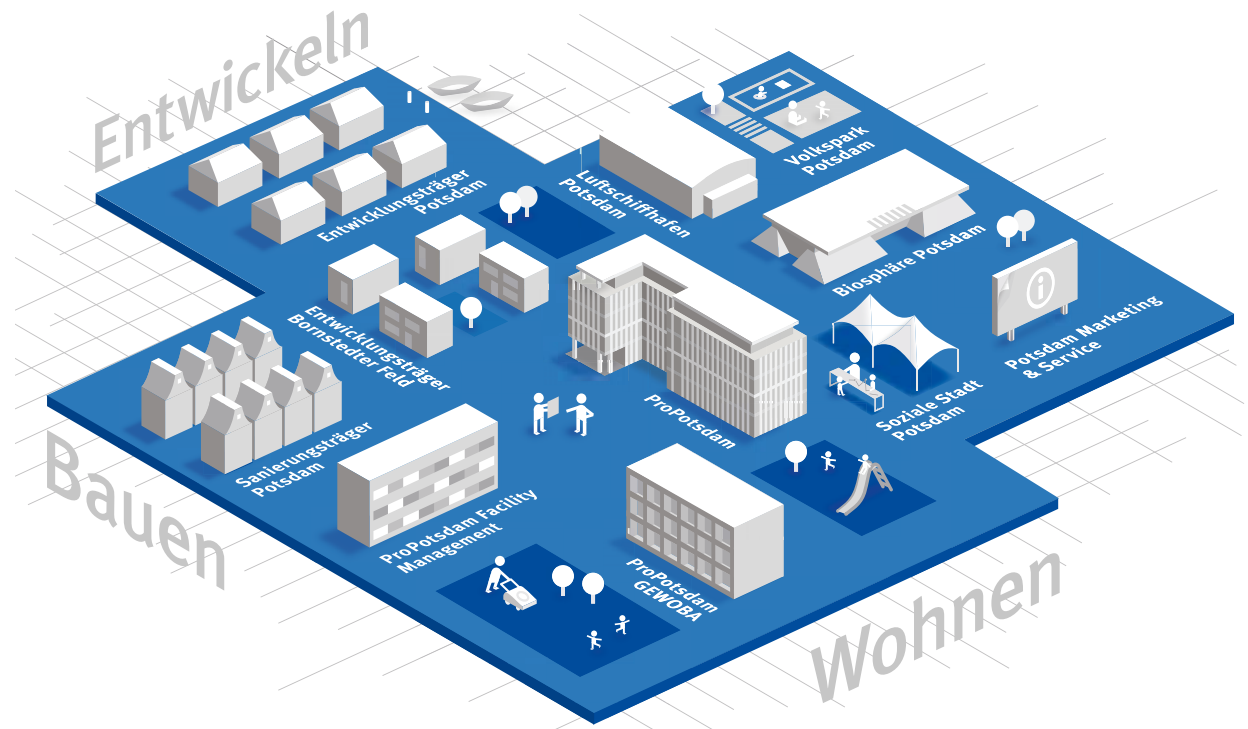 Entwickeln
Volkspark
Potsdam
Luftschiffhafen
Potsdam
Entwicklungsträger
Potsdam
Biosphäre Potsdam
i
Potsdam Marketing
& Service
Entwicklungsträger
Bornstedter Feld
Soziale Stadt
Potsdam
ProPotsdam
Sanierungsträger
Potsdam
ProPotsdam Facility
Management
ProPotsdam
GEWOBA
Bauen
Wohnen